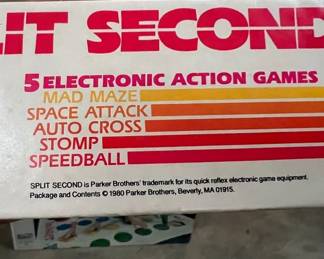 LIT SECOND
5 ELECTRONIC ACTION GAMES
MAD MAZE
SPACE ATTACK
AUTO CROSS
STOMP
SPEEDBALL
SPLIT SECOND is Parker Brothers' trademark for its quick reflex electronic game equipment.
Package and Contents © 1980 Parker Brothers, Beverly, MA 01915.